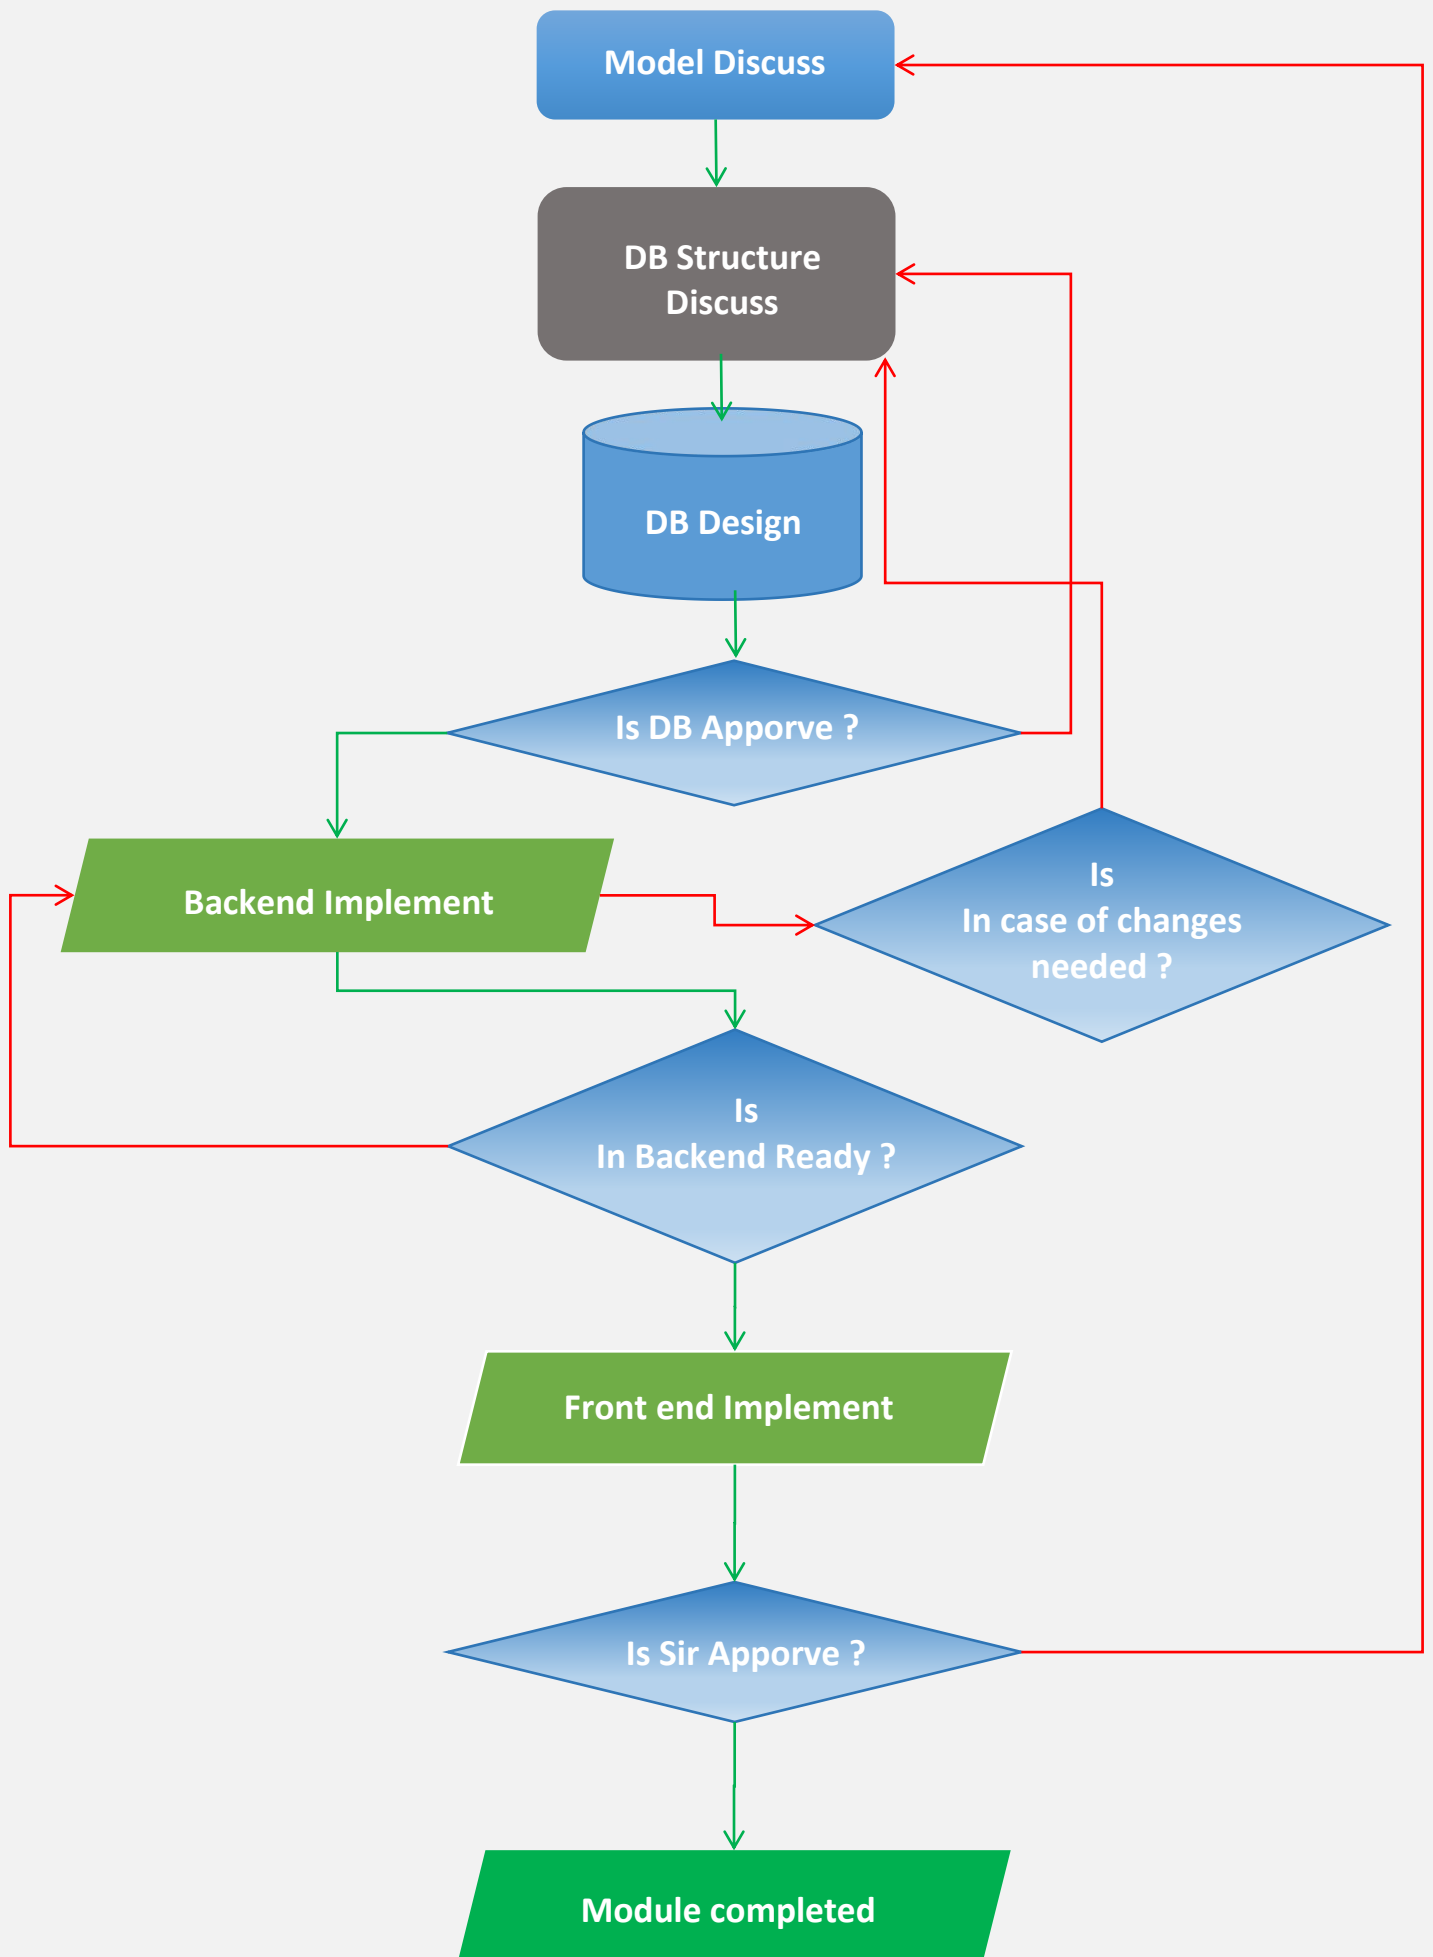 Model Discuss
DB Structure
Discuss
DB Design
Is DB Apporve ?
Backend Implement
Is
In case of changes
needed ?
Is
In Backend Ready ?
Front end Implement
Is Sir Apporve ?
Module completed